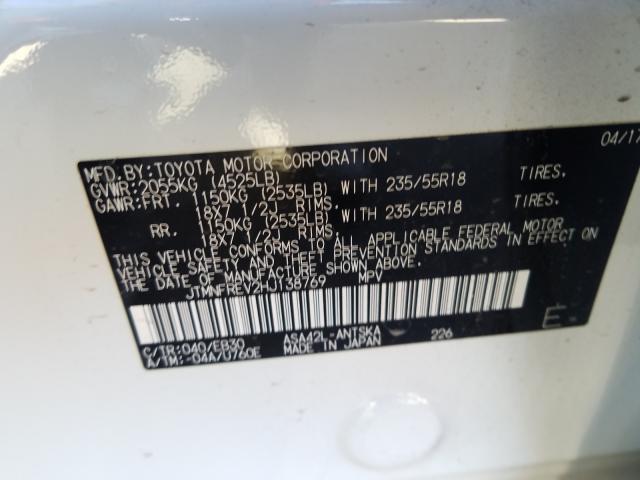 04/17
MFD.BY:TOYOTA MOTOR CORPORATION
GVWR:2055KG (4525LB)
GAWR:FRT. 1150KG (2535LB) WITH 235/55R18 TIRES,
18X7 1/2J RIMS,
RR. 1150KG (2535LB) WITH 235/55R18 TIRES,
18X7 1/2J RIMS,
THIS VEHICLE CONFORMS TO ALL APPLICABLE FEDERAL MOTOR
VEHICLE SAFETY AND THEFT PREVENTION STANDARDS IN EFFECT ON
THE DATE OF MANUFACTURE SHOWN ABOVE.
JTMNFREV2HJ138769 MPV
E
C/TR:040/EB30 ASA42L-ANTSKA 226
A/TM:-04A/U760E MADE IN JAPAN